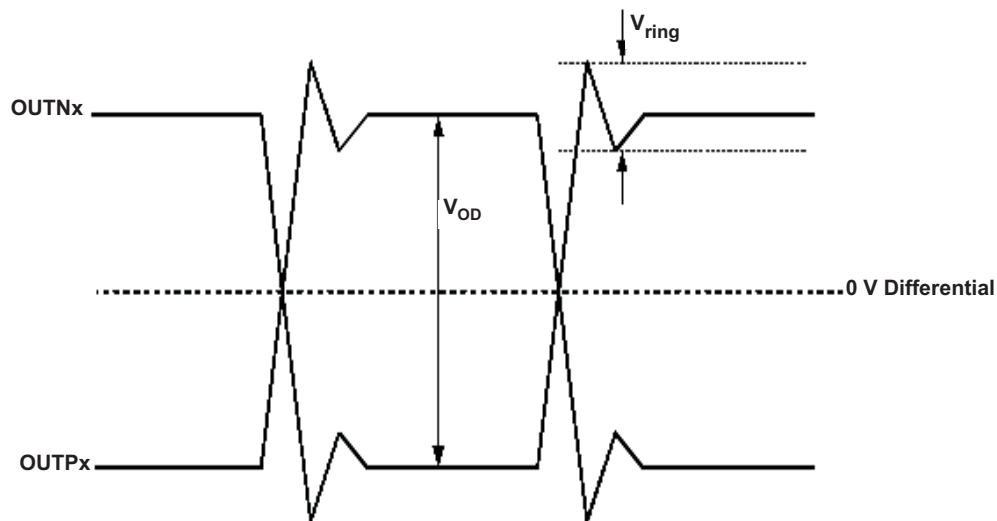 Vring
OUTNx
VOD
0 V Differential
OUTPx